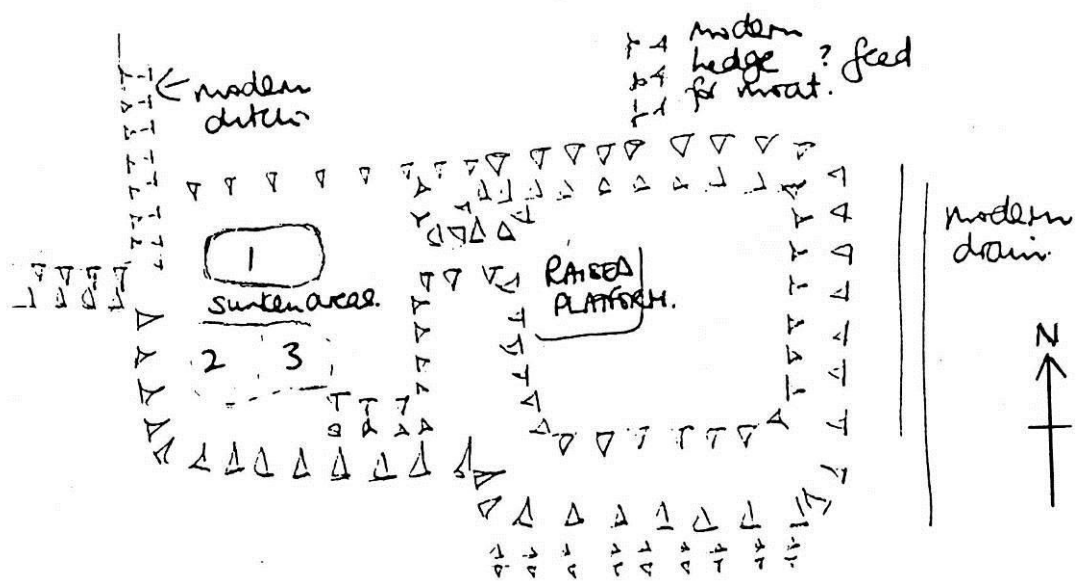 modern
hedge ? feed
for moat.
← modern
ditch
modern
drain.
1
sunken areas.
2 3
RAISED
PLATFORM.
N